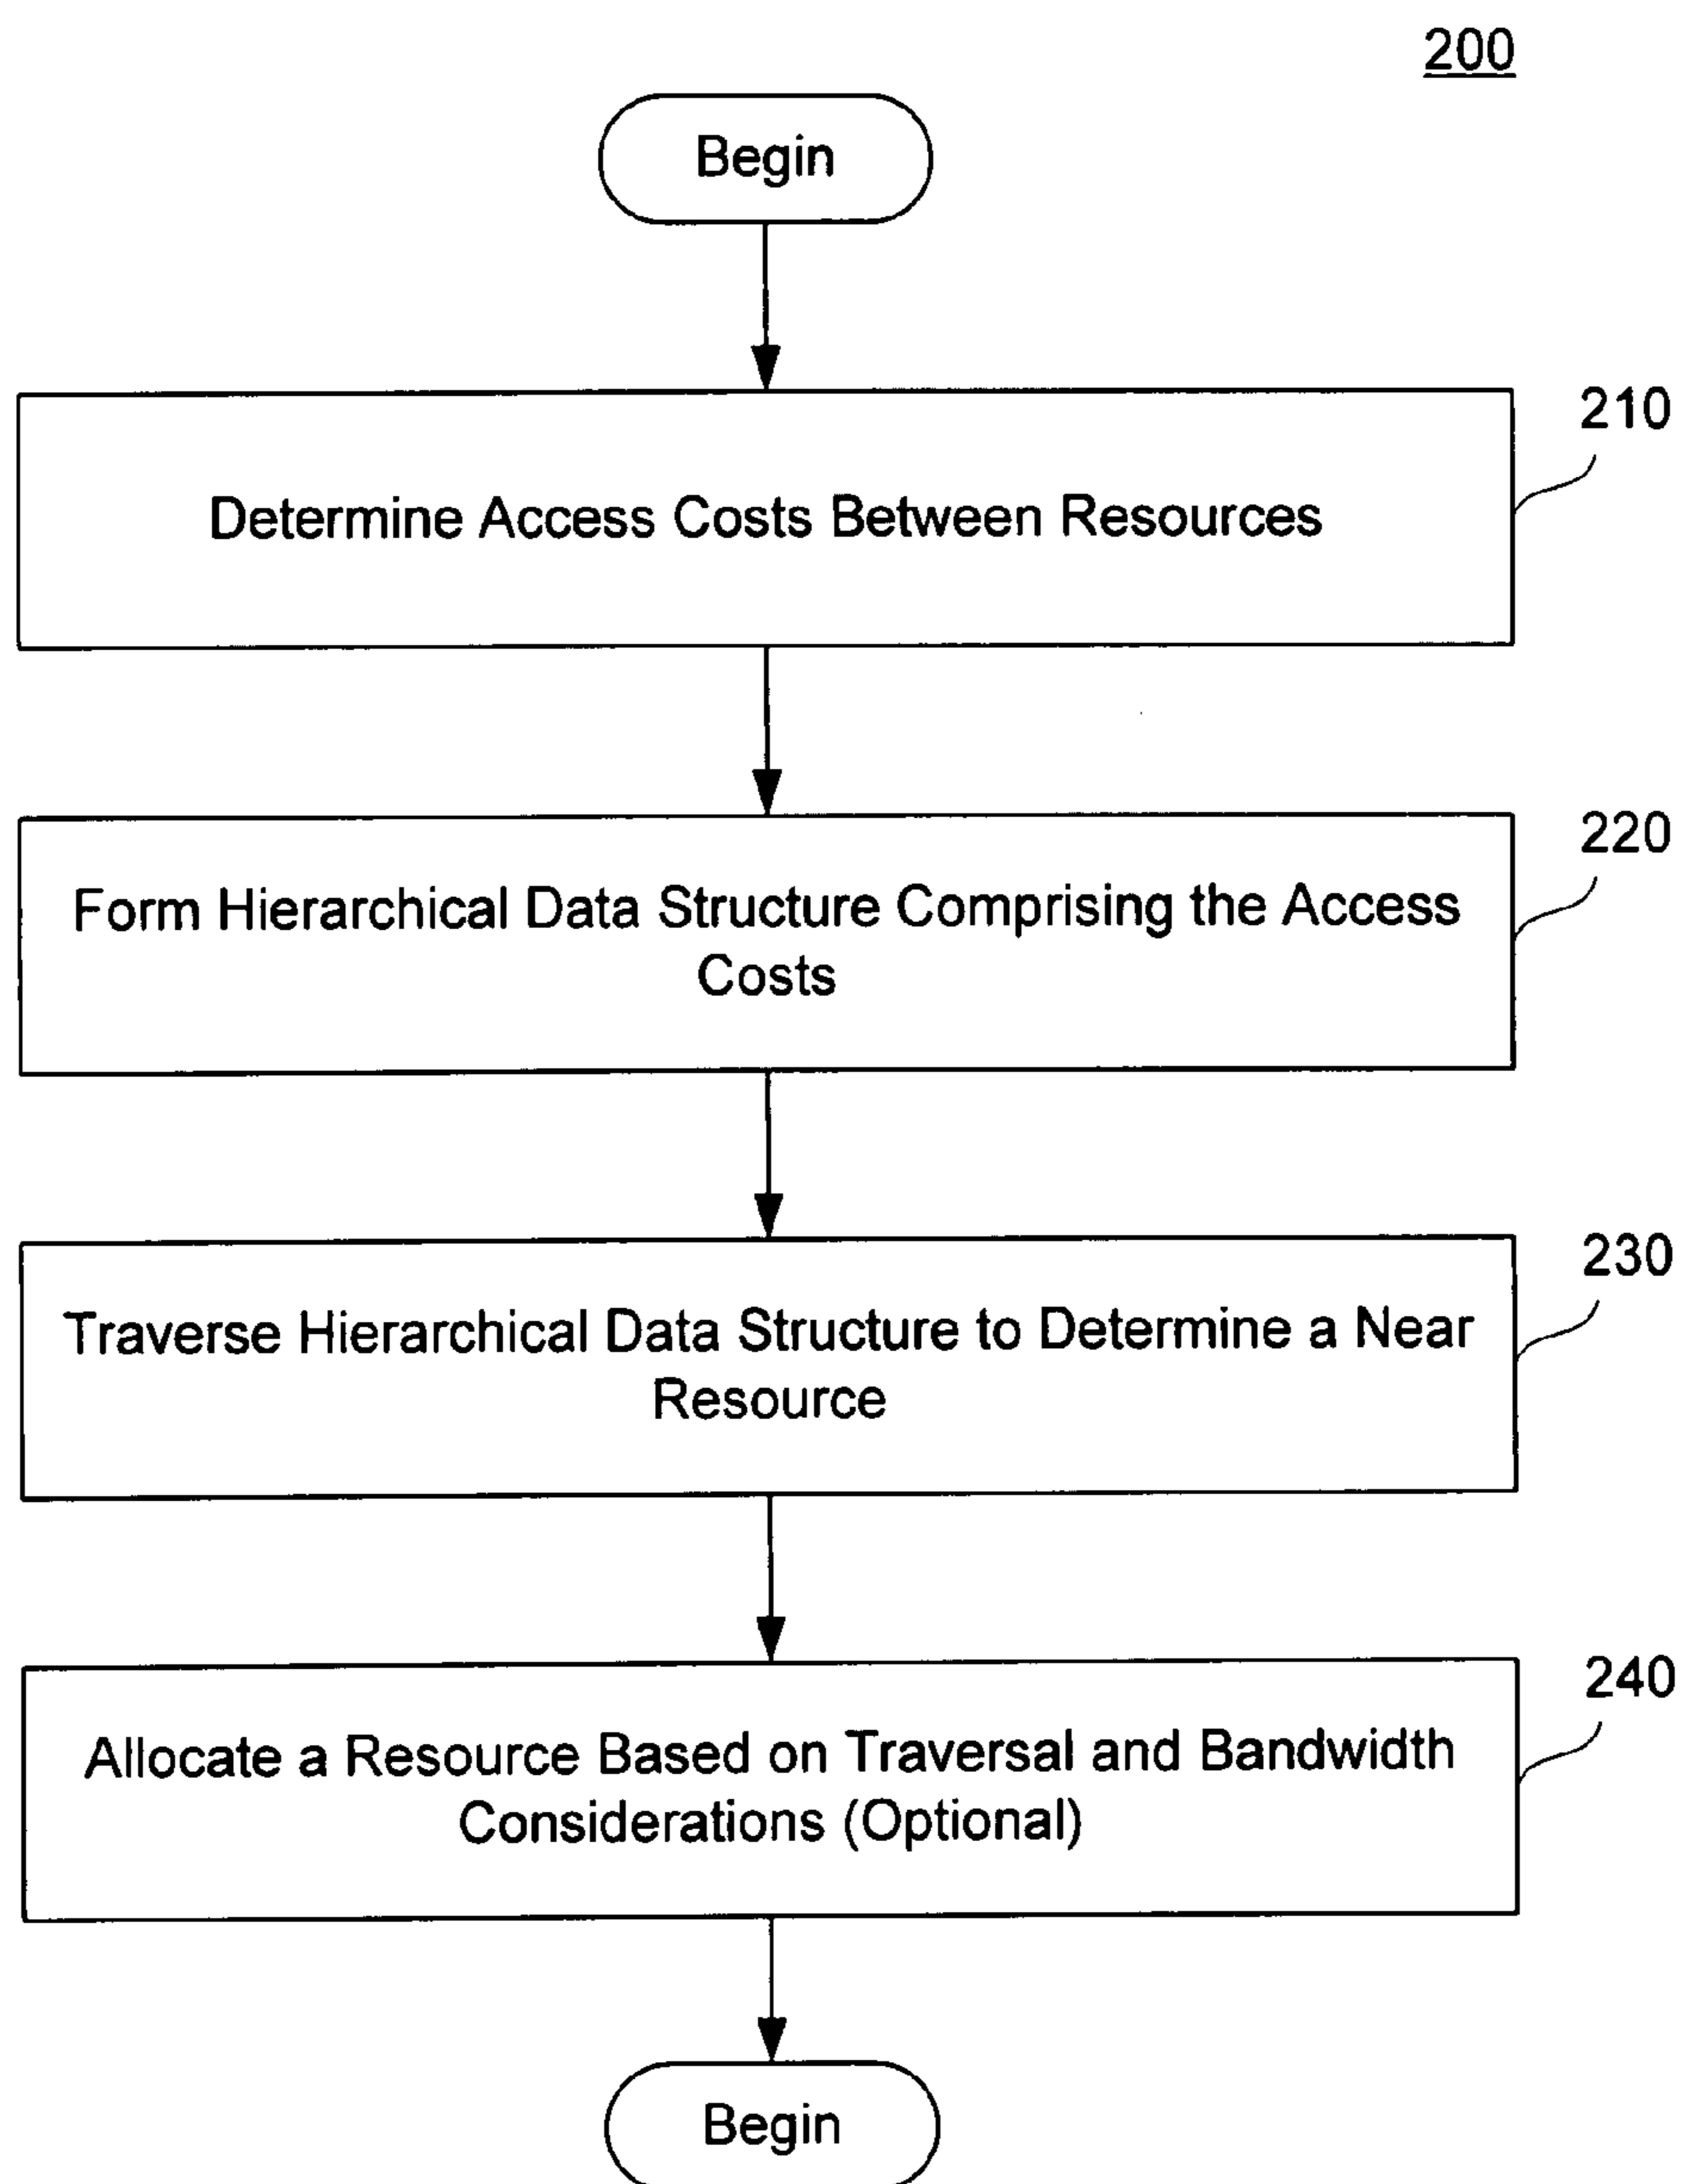 200
Begin
210
Determine Access Costs Between Resources
220
Form Hierarchical Data Structure Comprising the Access
Costs
230
Traverse Hierarchical Data Structure to Determine a Near
Resource
240
Allocate a Resource Based on Traversal and Bandwidth
Considerations (Optional)
Begin